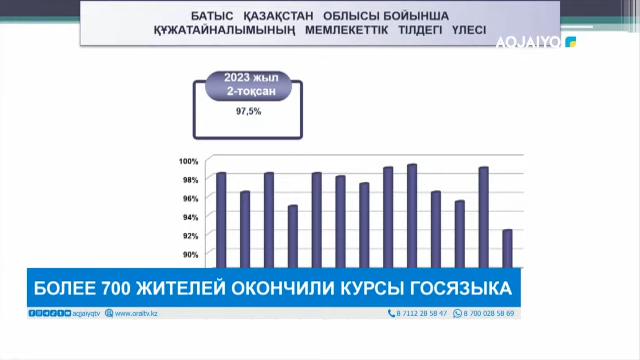 БАТЫС ҚАЗАҚСТАН ОБЛЫСЫ БОЙЫНША
ҚҰЖАТАЙНАЛЫМЫНЫҢ МЕМЛЕКЕТТІК ТІЛДЕГІ ҮЛЕСІ
AQJAIYQ
2023 жыл
2-тоқсан
97,5%
100%
98%
96%
94%
92%
90%
БОЛЕЕ 700 ЖИТЕЛЕЙ ОКОНЧИЛИ КУРСЫ ГОСЯЗЫКА
aqjaiyqtv www.oraltv.kz 8 7112 28 58 47 8 700 028 58 69